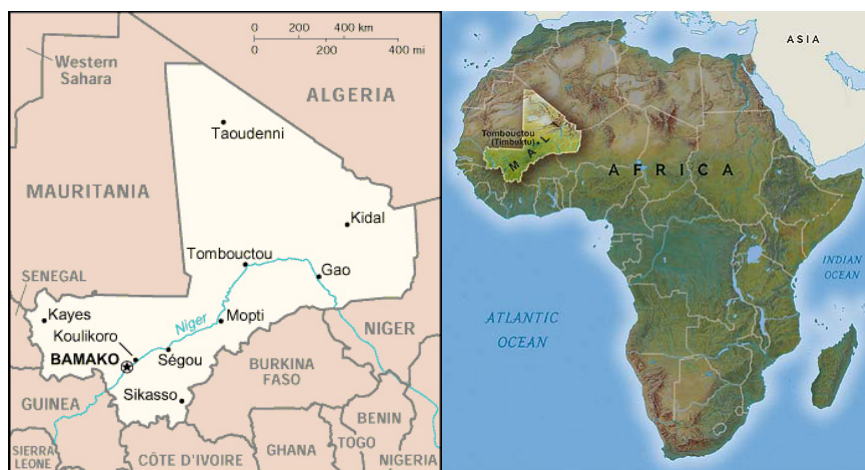 0 200 400 km
0 200 400 mi
Western
Sahara
ALGERIA
Taoudenni
MAURITANIA
Kidal
Tombouctou
Gao
SENEGAL
Kayes
Niger
Mopti
Koulikoro
NIGER
BAMAKO
Ségou
BURKINA
FASO
Sikasso
GUINEA
BENIN
SIERRA
LEONE
CÔTE D'IVOIRE
GHANA
TOGO
NIGERIA
ASIA
Tombouctou
(Timbuktu)
MALI
AFRICA
INDIAN
OCEAN
ATLANTIC
OCEAN